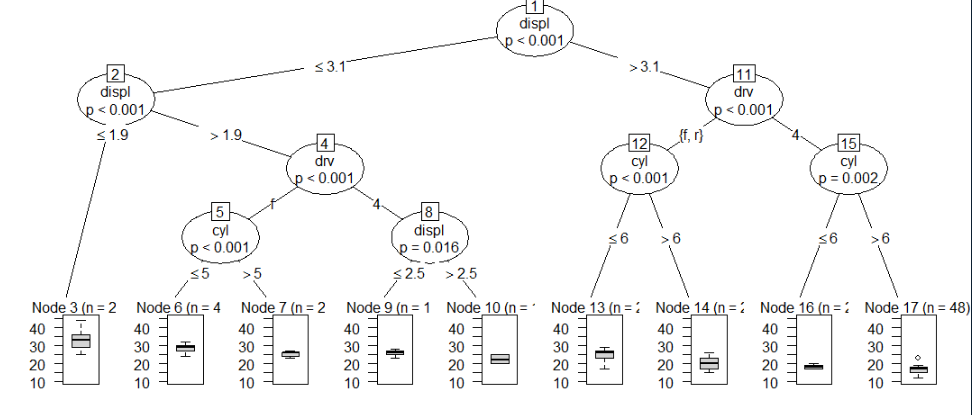 1
displ
p < 0.001
≤ 3.1
> 3.1
2
displ
p < 0.001
11
drv
p < 0.001
≤ 1.9
> 1.9
{f, r}
4
4
drv
p < 0.001
12
cyl
p < 0.001
15
cyl
p = 0.002
f
4
5
cyl
p < 0.001
8
displ
p = 0.016
≤ 6
> 6
≤ 6
> 6
≤ 5
> 5
≤ 2.5
> 2.5
Node 3 (n = 2
Node 6 (n = 4
Node 7 (n = 2
Node 9 (n = 1
Node 10 (n =
Node 13 (n =
Node 14 (n =
Node 16 (n =
Node 17 (n = 48)
40 40 40 40 40 40 40 40 40
30 30 30 30 30 30 30 30 30
20 20 20 20 20 20 20 20 20
10 10 10 10 10 10 10 10 10